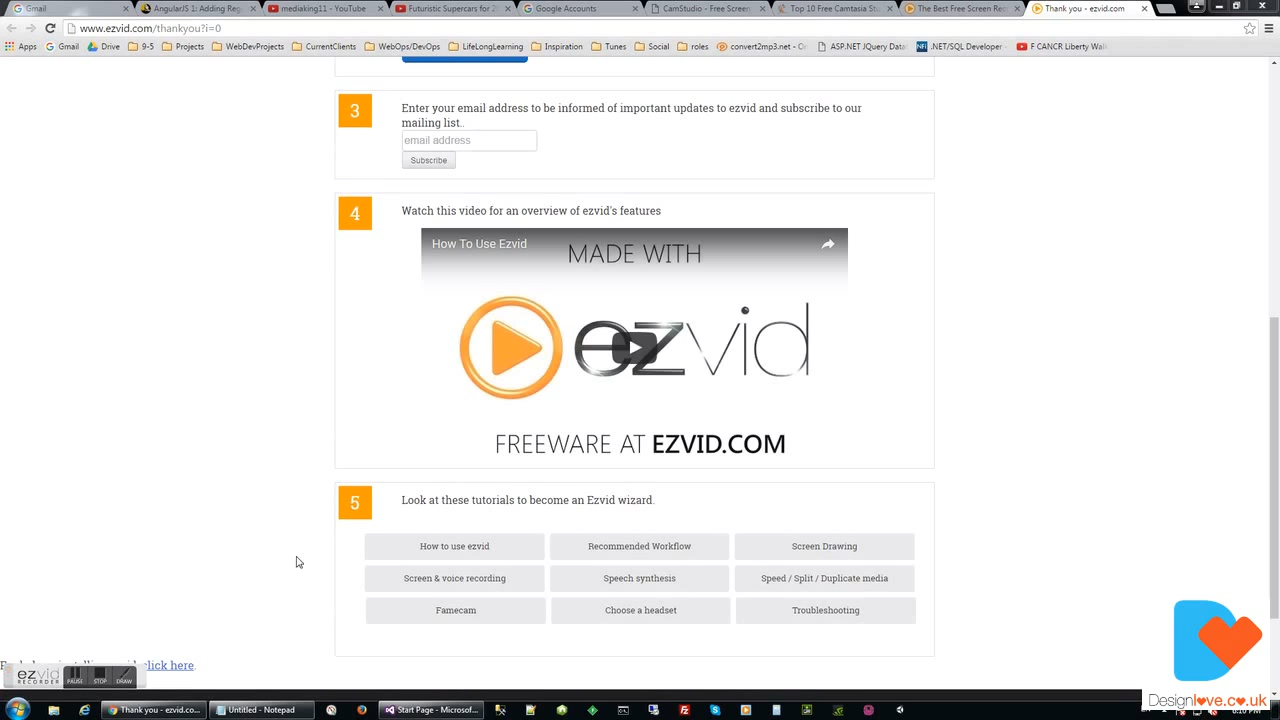 Gmail
AngularJS 1: Adding Reg
mediaking11 - YouTube
Futuristic Supercars for 2
Google Accounts
CamStudio - Free Screen
Top 10 Free Camtasia Stu
The Best Free Screen Rec
Thank you - ezvid.com
www.ezvid.com/thankyou?i=0
Apps
Gmail
Drive
9-5
Projects
WebDevProjects
CurrentClients
WebOps/DevOps
LifeLongLearning
Inspiration
Tunes
Social
roles
convert2mp3.net - O
ASP.NET JQuery Data
.NET/SQL Developer
F CANCR Liberty Wal
3
Enter your email address to be informed of important updates to ezvid and subscribe to our
mailing list..
email address
Subscribe
4
Watch this video for an overview of ezvid's features
How To Use Ezvid
MADE WITH
ezvid
FREEWARE AT EZVID.COM
5
Look at these tutorials to become an Ezvid wizard.
How to use ezvid
Recommended Workflow
Screen Drawing
Screen & voice recording
Speech synthesis
Speed / Split / Duplicate media
Famecam
Choose a headset
Troubleshooting
click here.
ezvid
RECORDER
PAUSE
STOP
DRAW
Thank you - ezvid.co...
Untitled - Notepad
Start Page - Microsof...
Designlove.co.uk